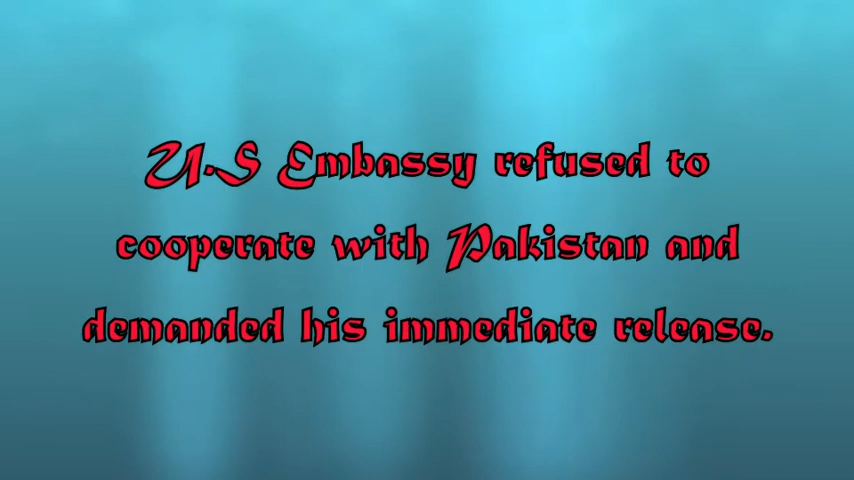 U.S Embassy refused to
cooperate with Pakistan and
demanded his immediate release.